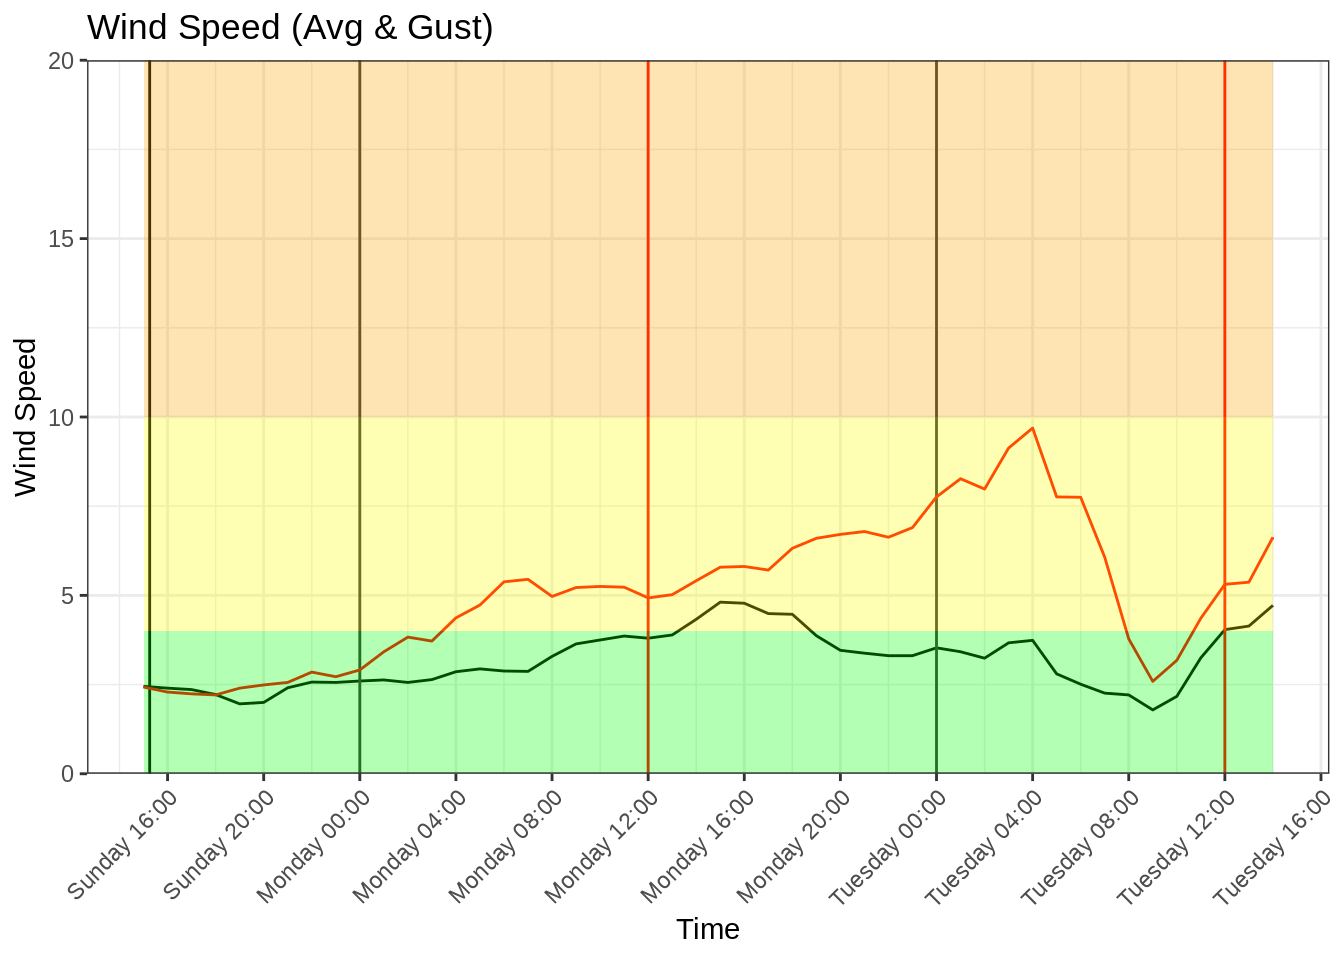 Wind Speed (Avg & Gust)
20
15
10
5
0
Wind Speed
Sunday 16:00
Sunday 20:00
Monday 00:00
Monday 04:00
Monday 08:00
Monday 12:00
Monday 16:00
Monday 20:00
Tuesday 00:00
Tuesday 04:00
Tuesday 08:00
Tuesday 12:00
Tuesday 16:00
Time